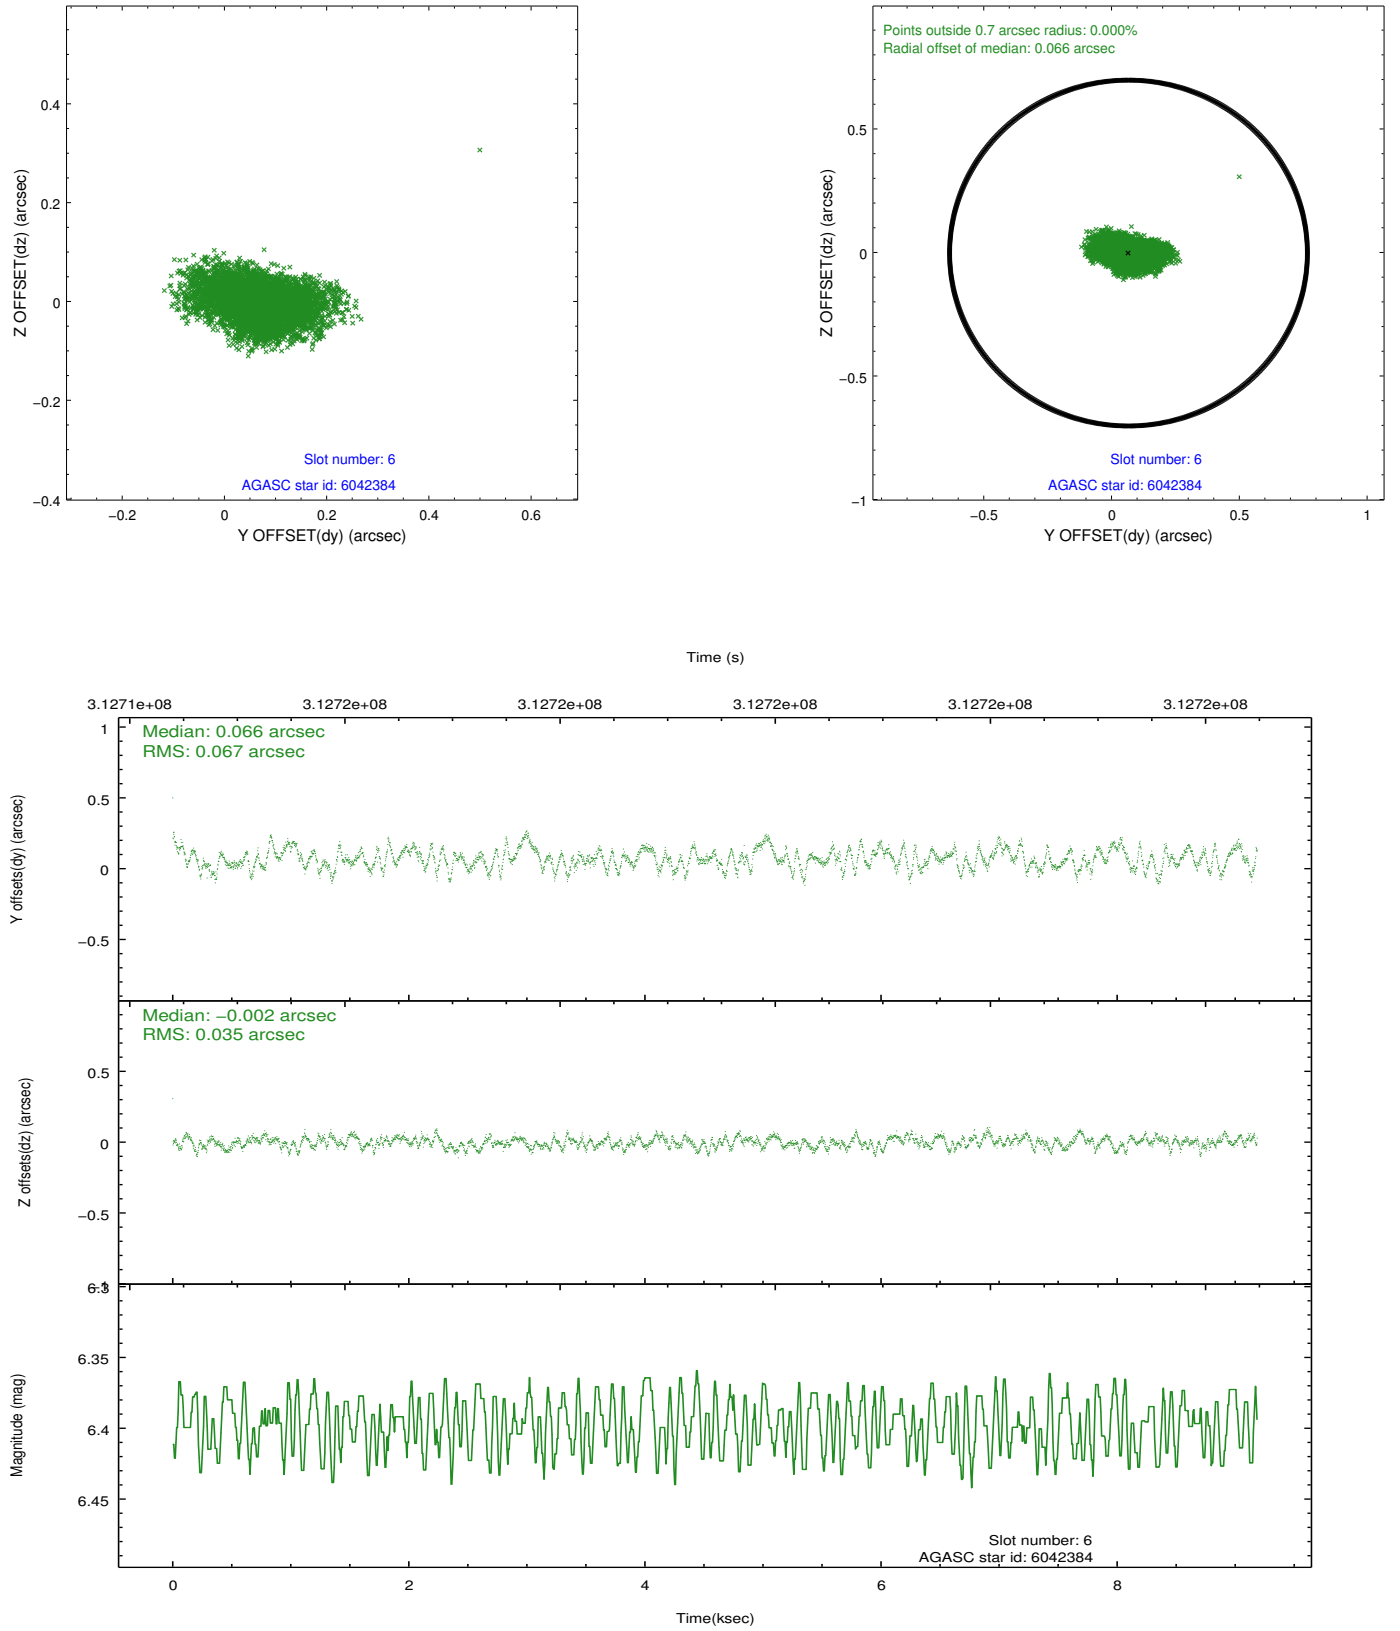 0.4
0.2
0
−0.2
−0.4
Z OFFSET(dz) (arcsec)
Slot number: 6
AGASC star id: 6042384
−0.2 0 0.2 0.4 0.6
Y OFFSET(dy) (arcsec)
Points outside 0.7 arcsec radius: 0.000%
Radial offset of median: 0.066 arcsec
0.5
0
−0.5
−1
Z OFFSET(dz) (arcsec)
Slot number: 6
AGASC star id: 6042384
−0.5 0 0.5 1
Y OFFSET(dy) (arcsec)
Time (s)
3.1271e+08 3.1272e+08 3.1272e+08 3.1272e+08 3.1272e+08 3.1272e+08
Median: 0.066 arcsec
RMS: 0.067 arcsec
1
0.5
0
−0.5
Y offsets(dy) (arcsec)
Median: −0.002 arcsec
RMS: 0.035 arcsec
0.5
0
−0.5
Z offsets(dz) (arcsec)
6.3
6.35
6.4
6.45
Magnitude (mag)
Slot number: 6
AGASC star id: 6042384
0 2 4 6 8
Time(ksec)